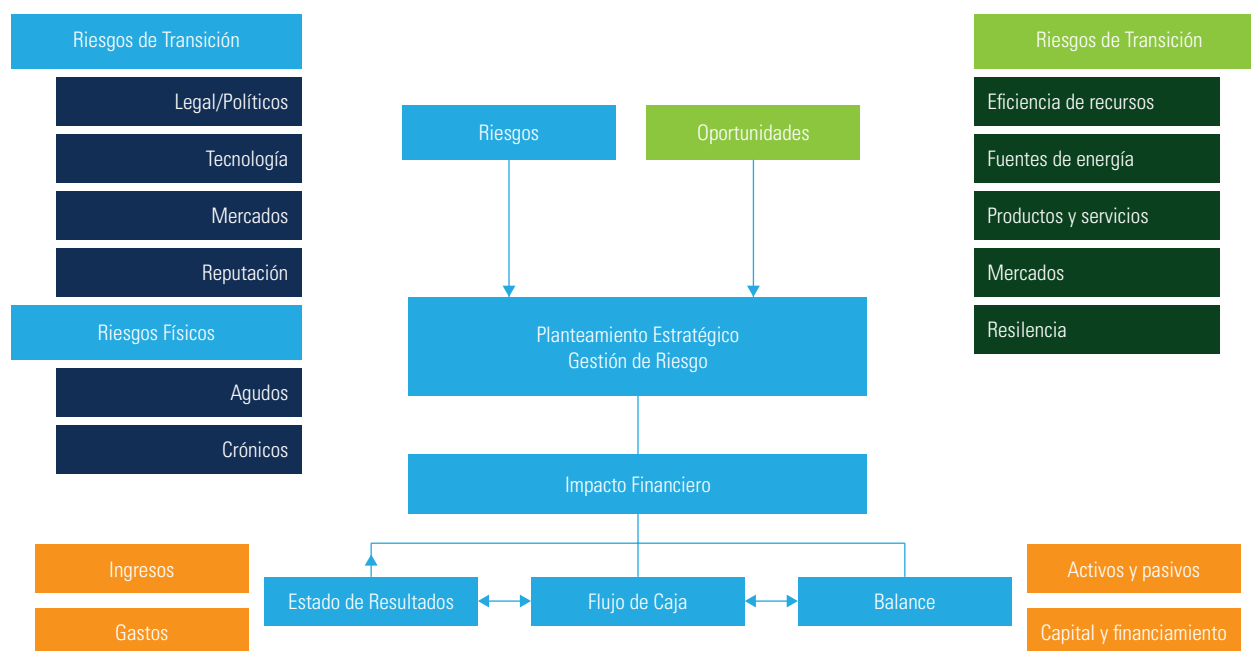 Riesgos de Transición
Legal/Políticos
Tecnología
Mercados
Reputación
Riesgos Físicos
Agudos
Crónicos
Riesgos
Oportunidades
Planteamiento Estratégico
Gestión de Riesgo
Impacto Financiero
Estado de Resultados
Flujo de Caja
Balance
Ingresos
Gastos
Riesgos de Transición
Eficiencia de recursos
Fuentes de energía
Productos y servicios
Mercados
Resilencia
Activos y pasivos
Capital y financiamiento